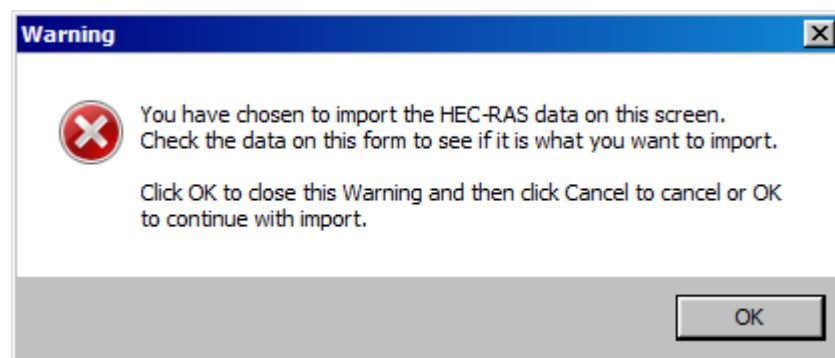 Warning
You have chosen to import the HEC-RAS data on this screen.
Check the data on this form to see if it is what you want to import.
Click OK to close this Warning and then click Cancel to cancel or OK
to continue with import.
OK